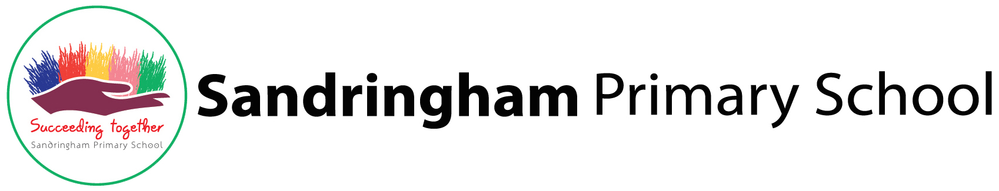 Succeeding together
Sandringham Primary School
Sandringham Primary School